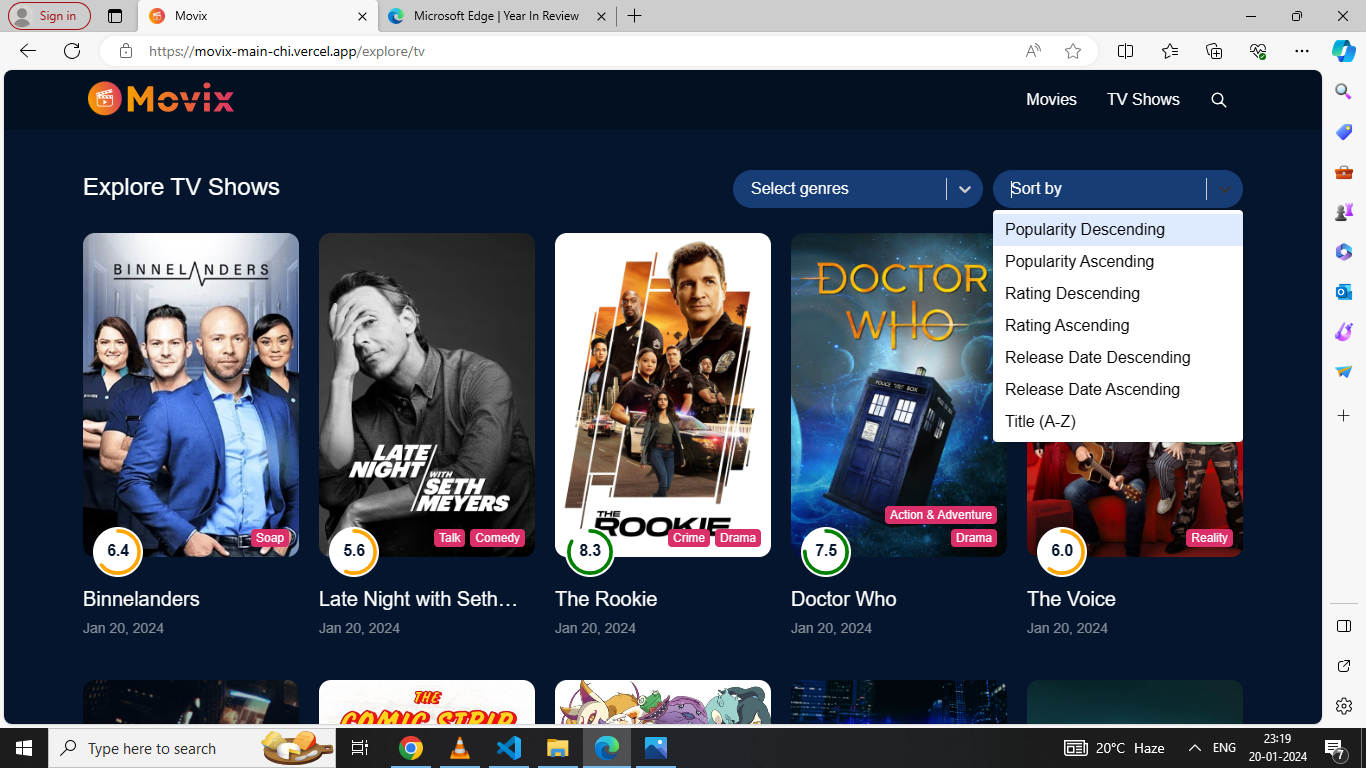 Sign in
Movix
Microsoft Edge | Year In Review
https://movix-main-chi.vercel.app/explore/tv
Movix
Movies
TV Shows
Explore TV Shows
Select genres
Sort by
Popularity Descending
Popularity Ascending
Rating Descending
Rating Ascending
Release Date Descending
Release Date Ascending
Title (A-Z)
BINNELANDERS
6.4
Soap
Binnelanders
Jan 20, 2024
LATE
NIGHT WITH
SETH
MEYERS
5.6
Talk
Comedy
Late Night with Seth…
Jan 20, 2024
THE
ROOKIE
8.3
Crime
Drama
The Rookie
Jan 20, 2024
DOCTOR
WHO
POLICE BOX
7.5
Action & Adventure
Drama
Doctor Who
Jan 20, 2024
6.0
Reality
The Voice
Jan 20, 2024
THE
COMIC STRIP
Type here to search
20°C Haze
ENG
23:19
20-01-2024
7